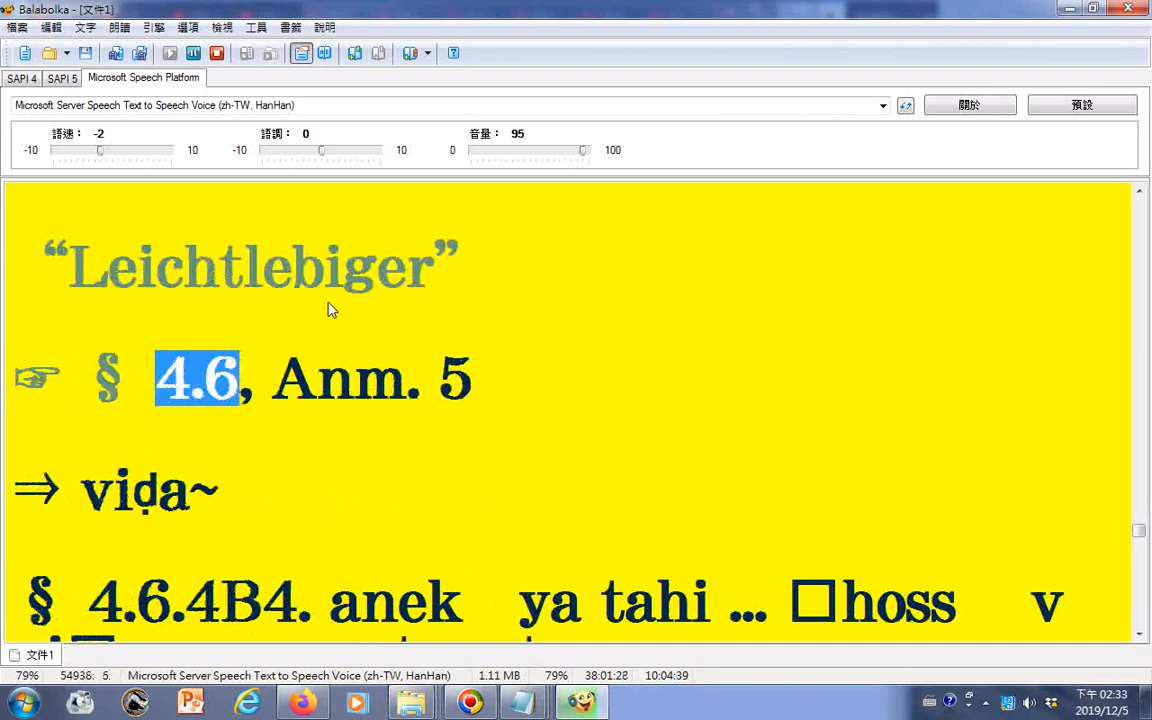 Balabolka - [文件1]
檔案 編輯 文字 朗讀 引擎 選項 檢視 工具 書籤 說明
SAPI 4 SAPI 5 Microsoft Speech Platform
Microsoft Server Speech Text to Speech Voice (zh-TW, HanHan) 關於 預設
語速： -2 語調： 0 音量： 95
-10 10 -10 10 0 100
“Leichtlebiger”
☞ § 4.6, Anm. 5
⇒ viḍa~
§ 4.6.4B4. anek ya tahi ... □hoss v
文件1
79% 54938: 5. Microsoft Server Speech Text to Speech Voice (zh-TW, HanHan) 1.11 MB 79% 38:01:28 10:04:39
下午 02:33
2019/12/5